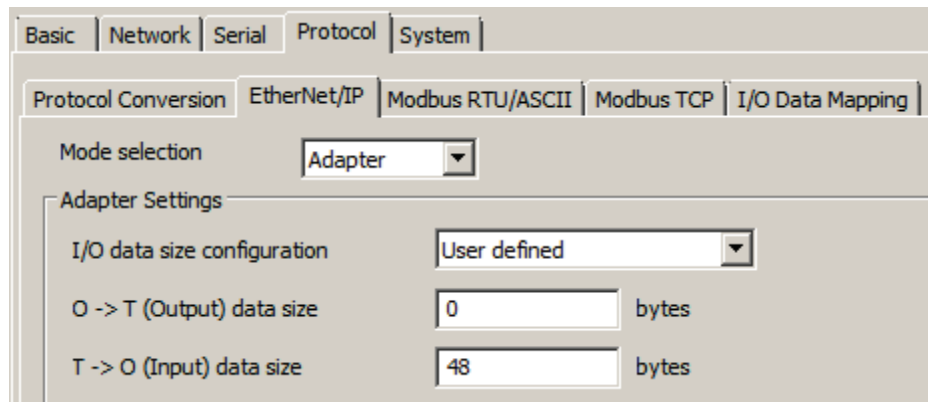 Basic Network Serial Protocol System
Protocol Conversion EtherNet/IP Modbus RTU/ASCII Modbus TCP I/O Data Mapping
Mode selection Adapter
Adapter Settings
I/O data size configuration User defined
O -> T (Output) data size 0 bytes
T -> O (Input) data size 48 bytes